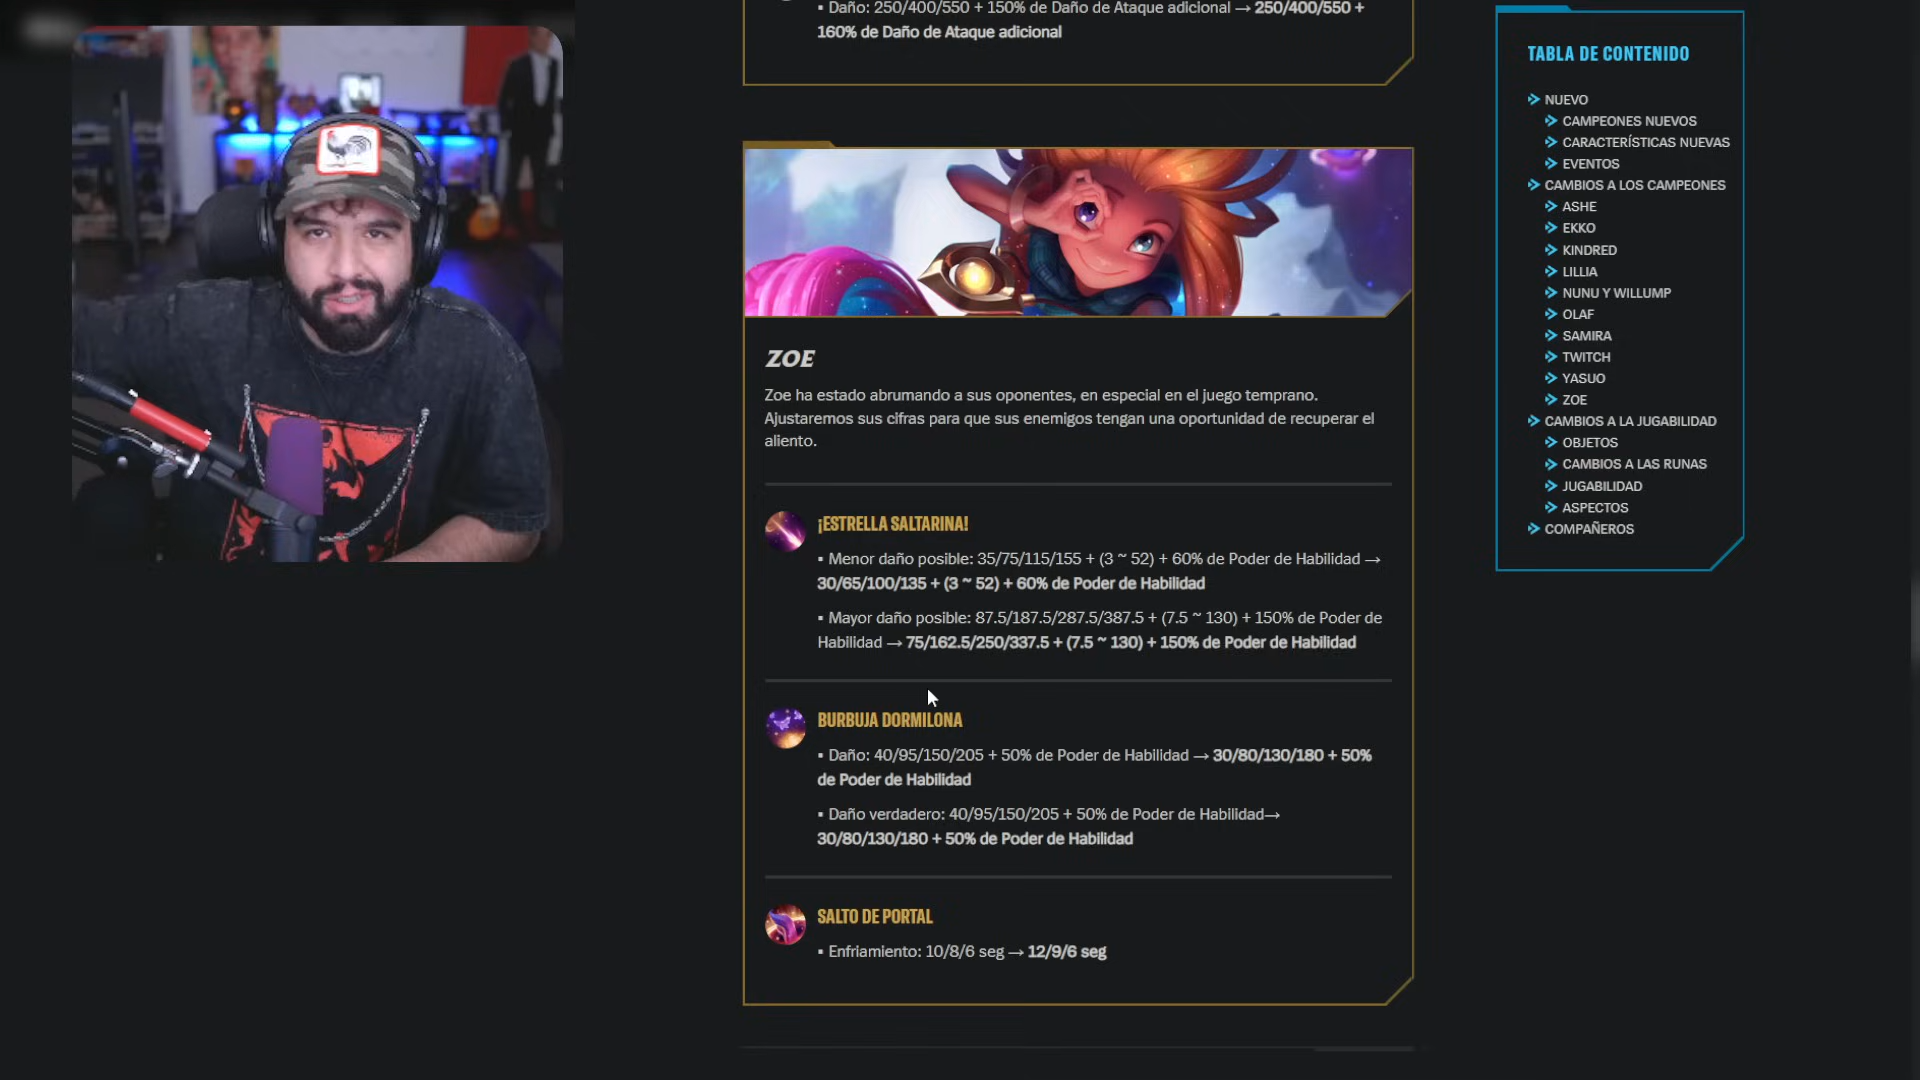 ▪ Daño: 250/400/550 + 150% de Daño de Ataque adicional → 250/400/550 +
160% de Daño de Ataque adicional
ZOE
Zoe ha estado abrumando a sus oponentes, en especial en el juego temprano.
Ajustaremos sus cifras para que sus enemigos tengan una oportunidad de recuperar el
aliento.
¡ESTRELLA SALTARINA!
▪ Menor daño posible: 35/75/115/155 + (3 ~ 52) + 60% de Poder de Habilidad →
30/65/100/135 + (3 ~ 52) + 60% de Poder de Habilidad
▪ Mayor daño posible: 87.5/187.5/287.5/387.5 + (7.5 ~ 130) + 150% de Poder de
Habilidad → 75/162.5/250/337.5 + (7.5 ~ 130) + 150% de Poder de Habilidad
BURBUJA DORMILONA
▪ Daño: 40/95/150/205 + 50% de Poder de Habilidad → 30/80/130/180 + 50%
de Poder de Habilidad
▪ Daño verdadero: 40/95/150/205 + 50% de Poder de Habilidad→
30/80/130/180 + 50% de Poder de Habilidad
SALTO DE PORTAL
▪ Enfriamiento: 10/8/6 seg → 12/9/6 seg
TABLA DE CONTENIDO
NUEVO
CAMPEONES NUEVOS
CARACTERÍSTICAS NUEVAS
EVENTOS
CAMBIOS A LOS CAMPEONES
ASHE
EKKO
KINDRED
LILLIA
NUNU Y WILLUMP
OLAF
SAMIRA
TWITCH
YASUO
ZOE
CAMBIOS A LA JUGABILIDAD
OBJETOS
CAMBIOS A LAS RUNAS
JUGABILIDAD
ASPECTOS
COMPAÑEROS